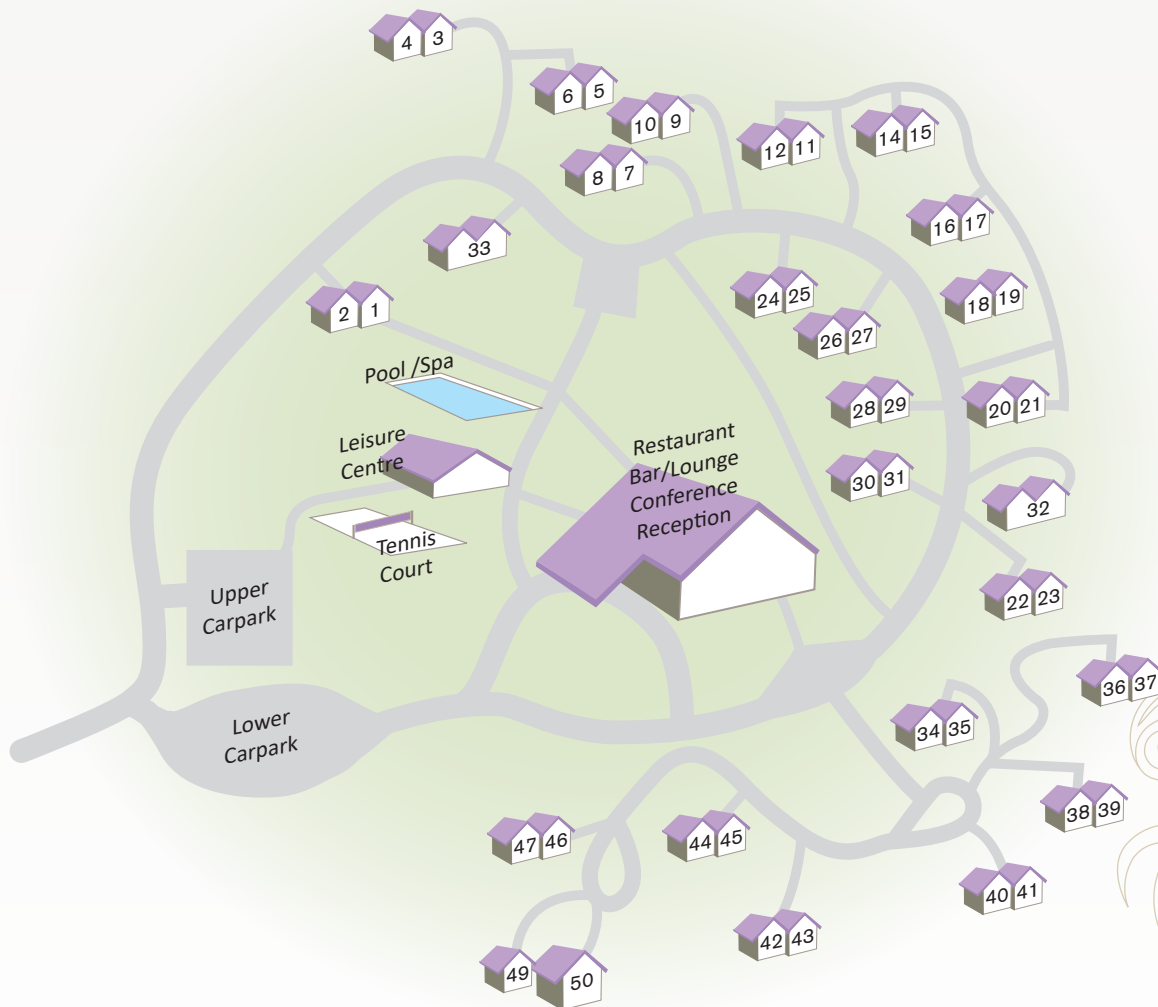 4 3
6 5
10 9
12 11
14 15
8 7
16 17
33
24 25
18 19
2 1
26 27
Pool /Spa
28 29
20 21
Leisure
Centre
Restaurant
Bar/Lounge
Conference
Reception
30 31
32
Tennis
Court
Upper
Carpark
22 23
36 37
34 35
Lower
Carpark
38 39
47 46
44 45
40 41
42 43
49
50